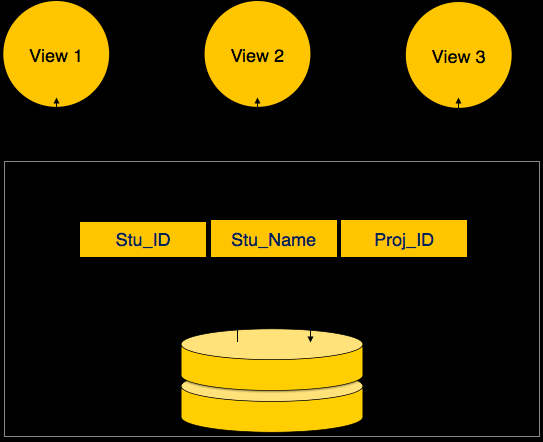 View 1
View 2
View 3
Stu_ID
Stu_Name
Proj_ID